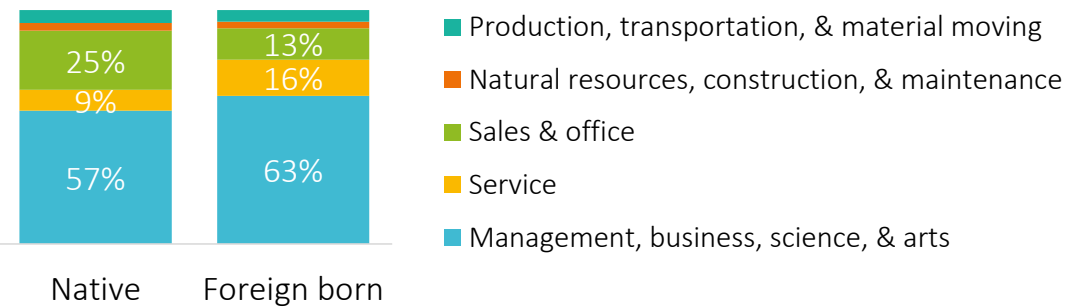 25%
9%
57%
13%
16%
63%
Native
Foreign born
Production, transportation, & material moving
Natural resources, construction, & maintenance
Sales & office
Service
Management, business, science, & arts